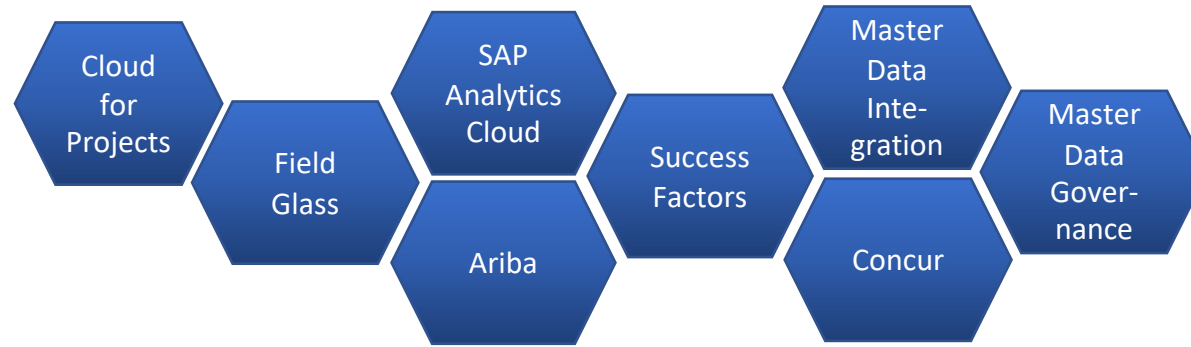 Cloud
for
Projects
Field
Glass
SAP
Analytics
Cloud
Ariba
Success
Factors
Master
Data
Inte-
gration
Concur
Master
Data
Gover-
nance